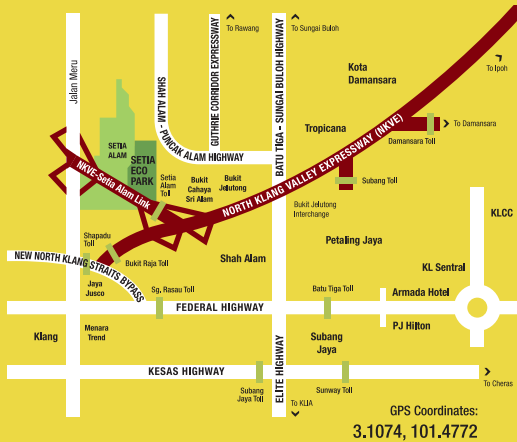 To Rawang
To Sungai Buloh
Kota
Damansara
To Ipoh
Jalan Meru
SHAH ALAM - PUNCAK ALAM HIGHWAY
GUTHRIE CORRIDOR EXPRESSWAY
BATU TIGA – SUNGAI BULOH HIGHWAY
Tropicana
To Damansara
Damansara Toll
SETIA
ALAM
SETIA
ECO
PARK
NKVE-Setia Alam Link
Setia
Alam
Toll
Bukit
Cahaya
Sri Alam
Bukit
Jelutong
NORTH KLANG VALLEY EXPRESSWAY (NKVE)
Subang Toll
Bukit Jelutong
Interchange
KLCC
Shapadu
Toll
Bukit Raja Toll
Petaling Jaya
NEW NORTH KLANG STRAITS BYPASS
Shah Alam
KL Sentral
Jaya
Jusco
Sg. Rasau Toll
Batu Tiga Toll
Armada Hotel
FEDERAL HIGHWAY
Klang
Menara
Trend
Subang
Jaya
PJ Hilton
KESAS HIGHWAY
ELITE HIGHWAY
Subang
Jaya Toll
Sunway Toll
To Cheras
To KLIA
GPS Coordinates:
3.1074, 101.4772